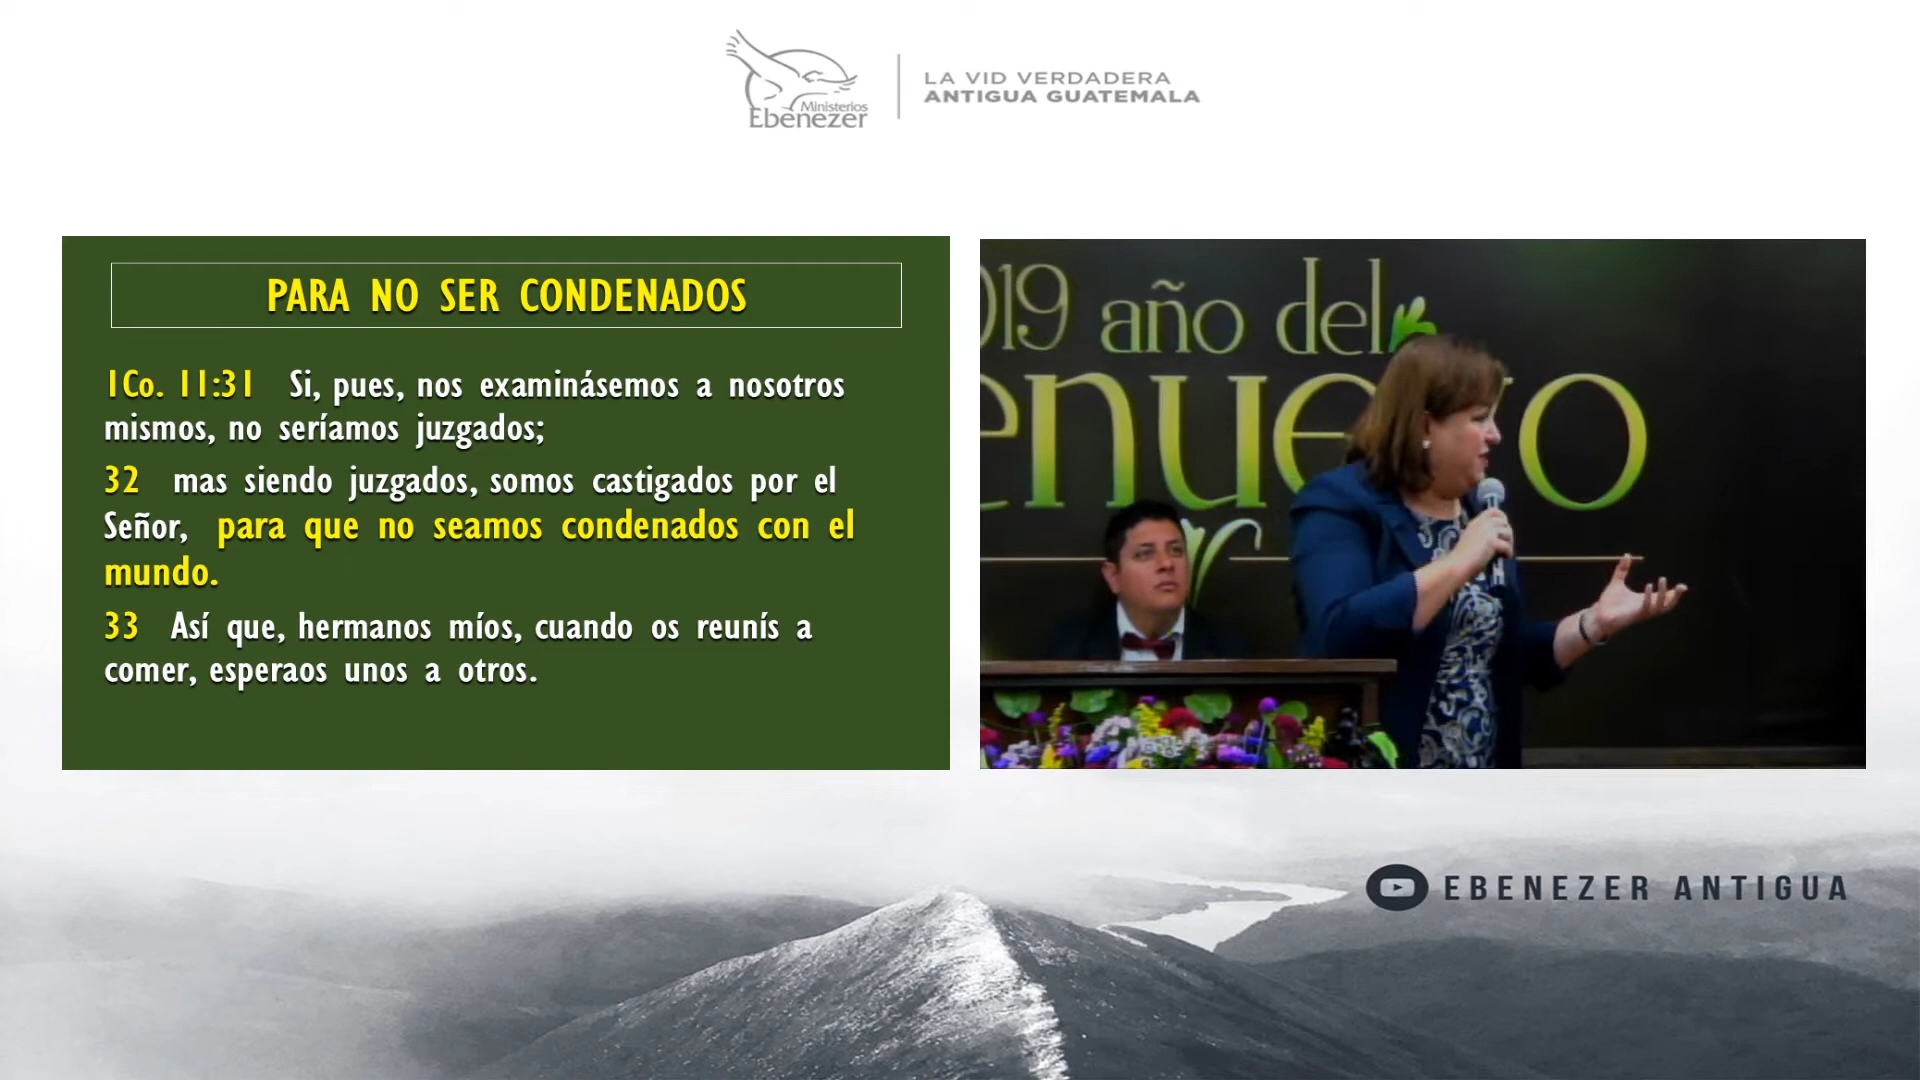 Ministerios
Ebenezer
LA VID VERDADERA
ANTIGUA GUATEMALA
PARA NO SER CONDENADOS
1Co. 11:31 Si, pues, nos examinásemos a nosotros
mismos, no seríamos juzgados;
32 mas siendo juzgados, somos castigados por el
Señor, para que no seamos condenados con el
mundo.
33 Así que, hermanos míos, cuando os reunís a
comer, esperaos unos a otros.
019 año del
EBENEZER ANTIGUA